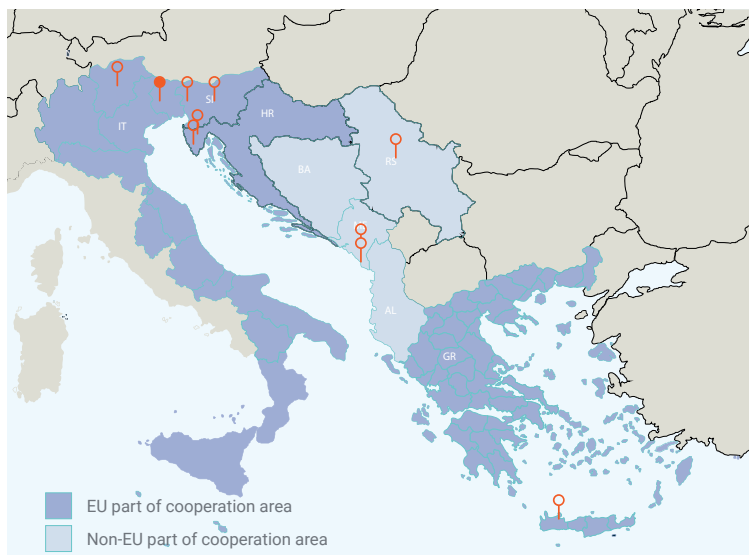 SI
HR
IT
RS
BA
AL
GR
EU part of cooperation area
Non-EU part of cooperation area